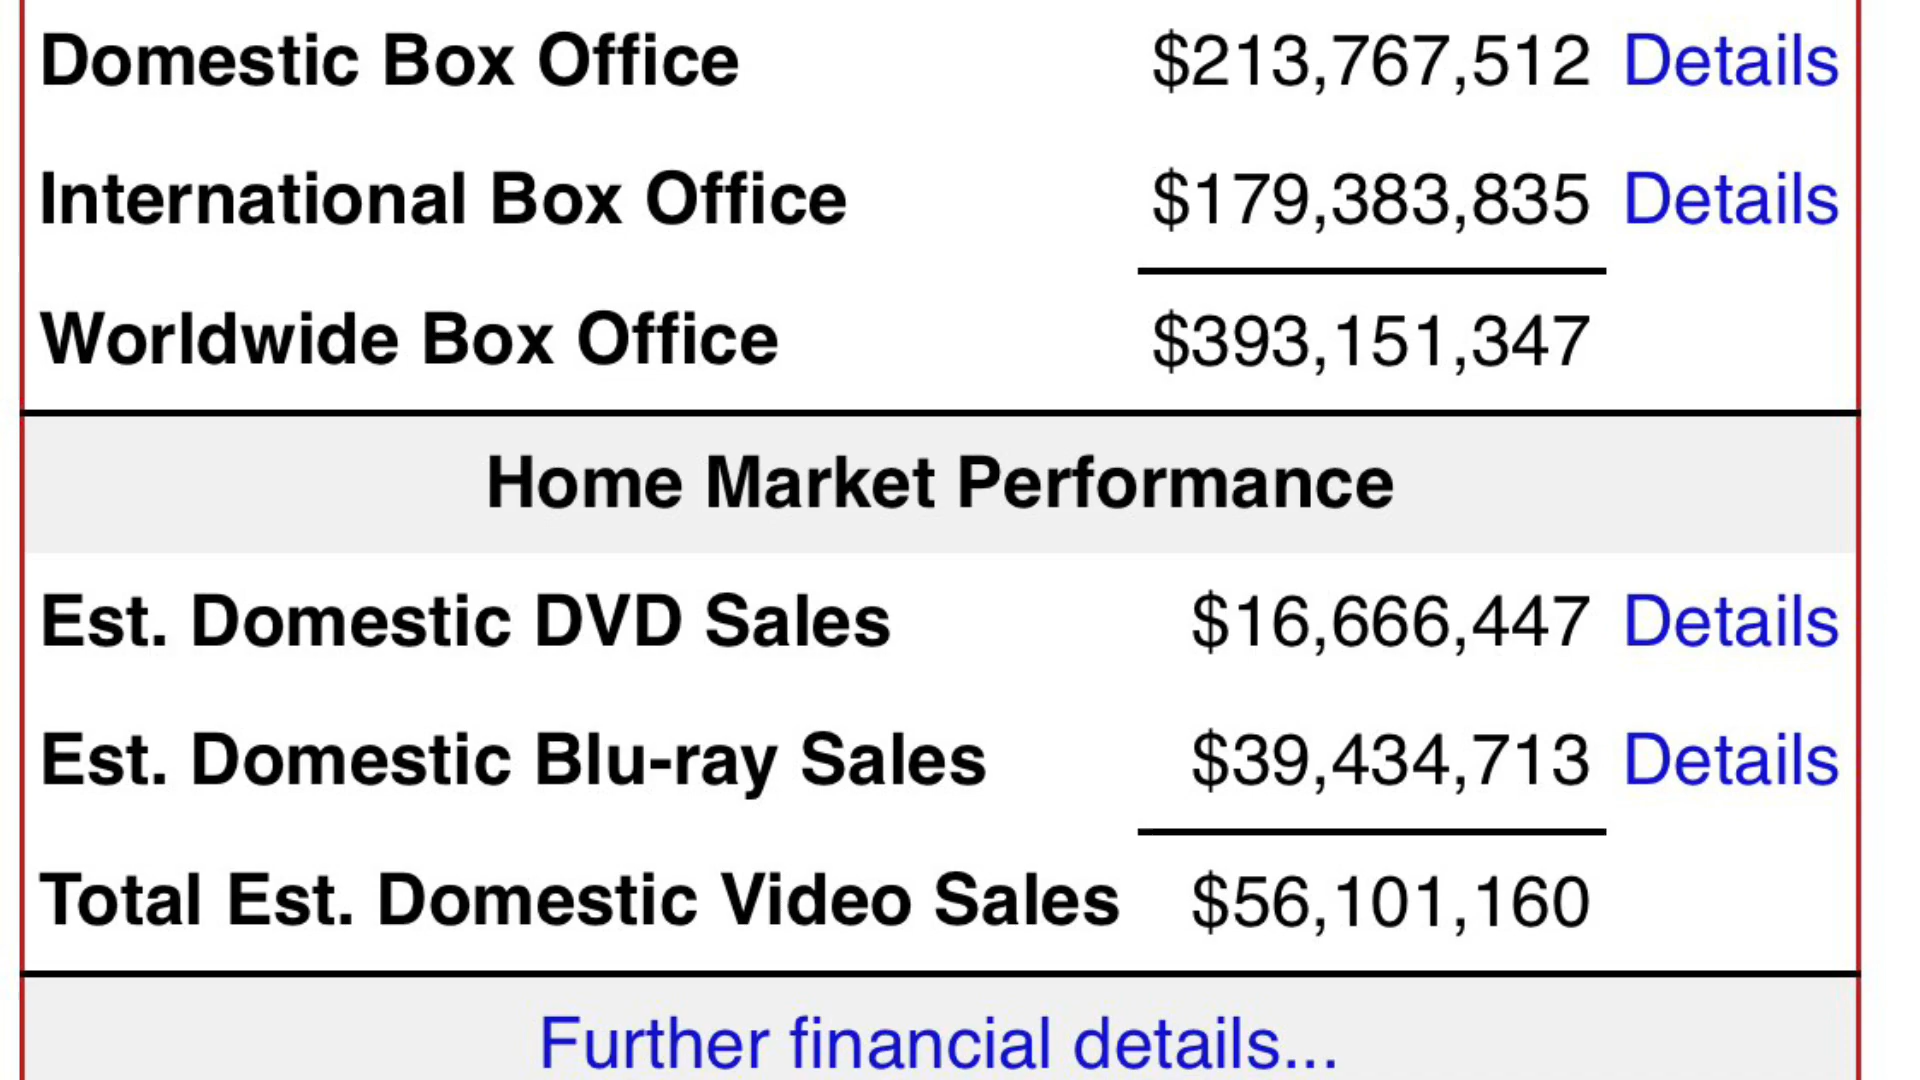 Domestic Box Office $213,767,512 Details
International Box Office $179,383,835 Details
Worldwide Box Office $393,151,347
Home Market Performance
Est. Domestic DVD Sales $16,666,447 Details
Est. Domestic Blu-ray Sales $39,434,713 Details
Total Est. Domestic Video Sales $56,101,160
Further financial details...